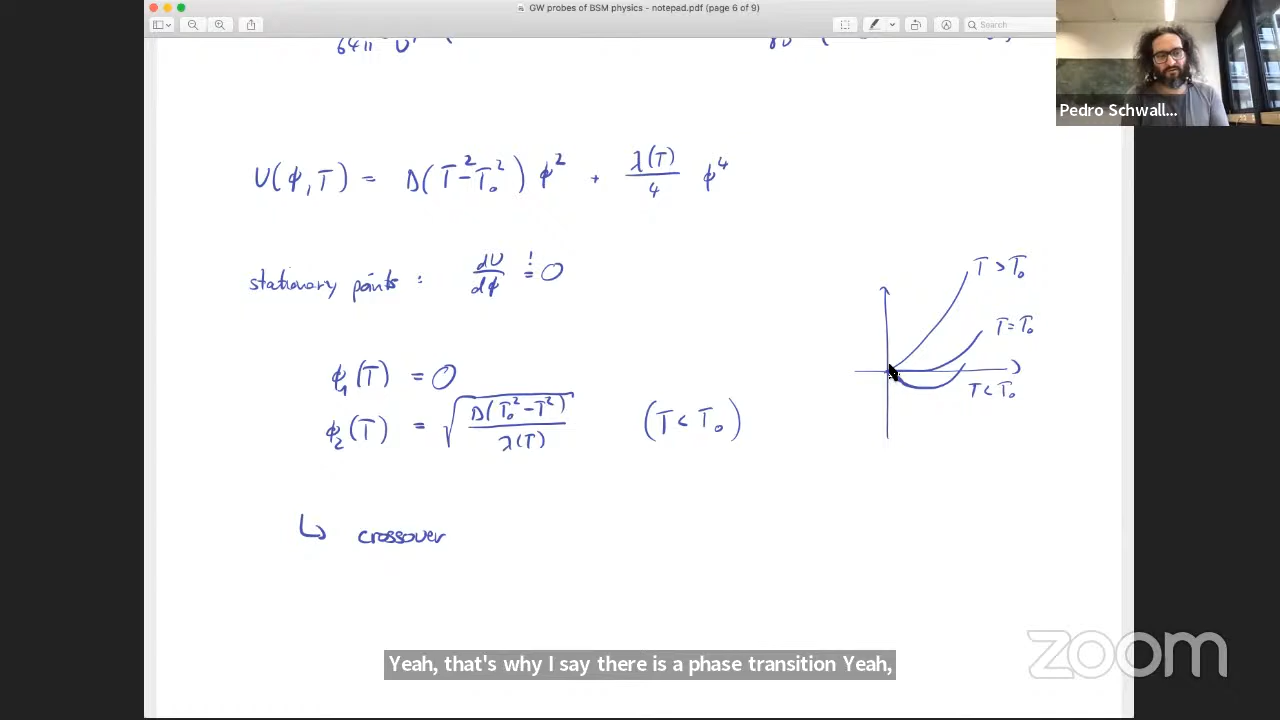 GW probes of BSM physics - notepad.pdf (page 6 of 9)
Search
Pedro Schwall...
64π²
U(ϕ,T) = D(T²-T₀²)ϕ² + λ(T)/4 ϕ⁴
stationary points : dU/dϕ != 0
T > T₀
T = T₀
T < T₀
ϕ₁(T) = 0
ϕ₂(T) = √(D(T₀²-T²)/λ(T)) (T < T₀)
↳ crossover
Yeah, that's why I say there is a phase transition Yeah,
zoom